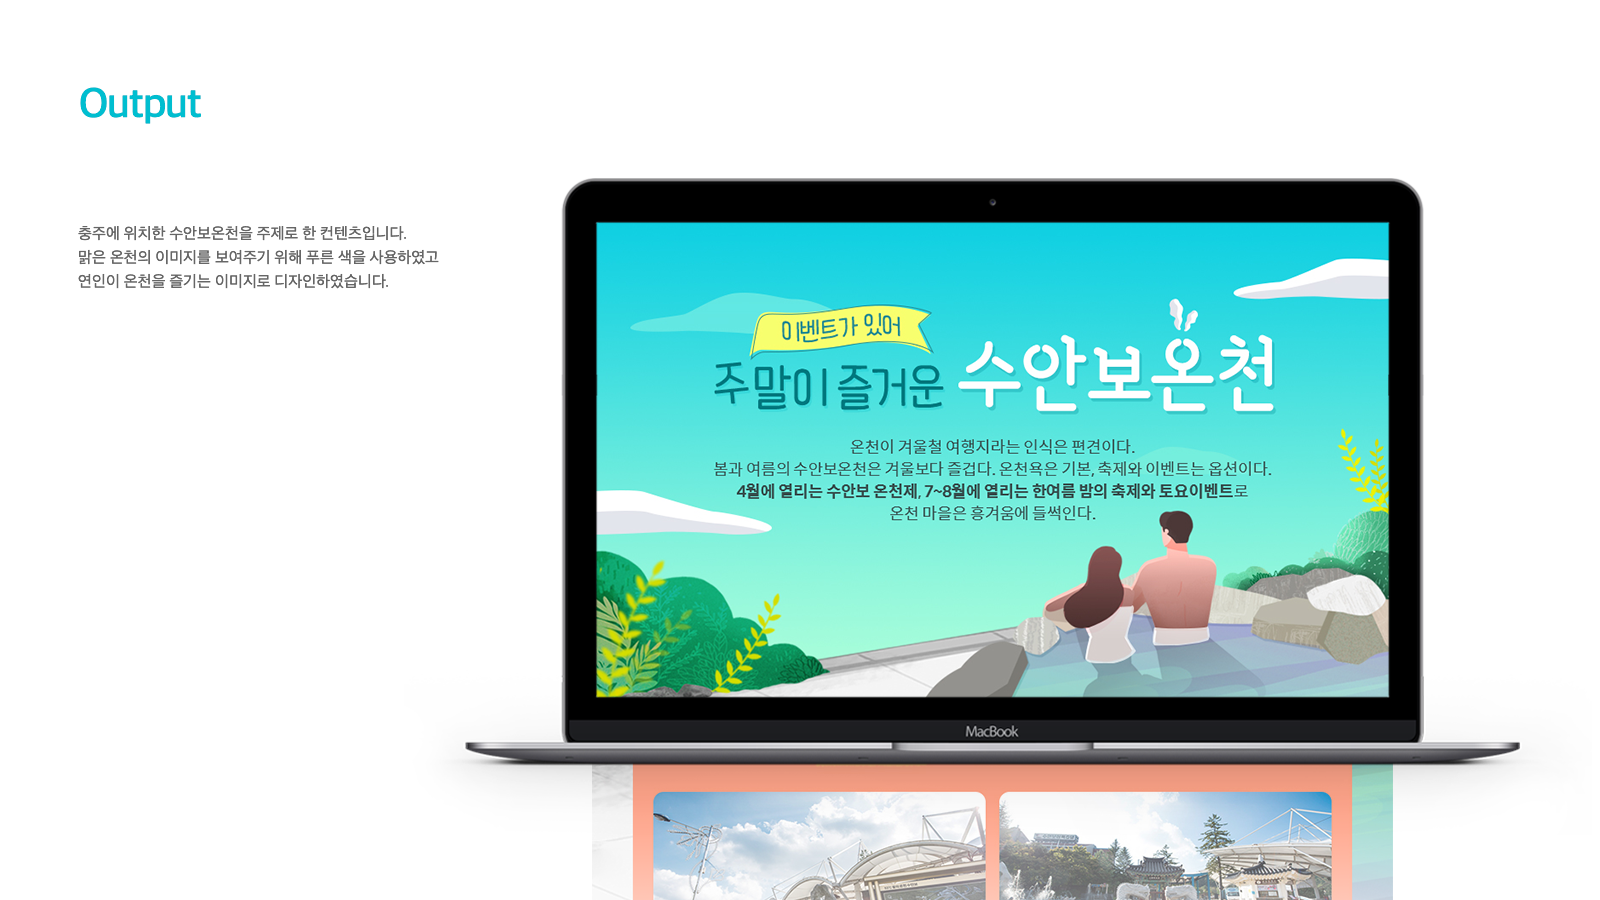 Output
충주에 위치한 수안보온천을 주제로 한 컨텐츠입니다.
맑은 온천의 이미지를 보여주기 위해 푸른 색을 사용하였고
연인이 온천을 즐기는 이미지로 디자인하였습니다.
이벤트가 있어
주말이 즐거운 수안보온천
온천이 겨울철 여행지라는 인식은 편견이다.
봄과 여름의 수안보온천은 겨울보다 즐겁다. 온천욕은 기본, 축제와 이벤트는 옵션이다.
4월에 열리는 수안보 온천제, 7~8월에 열리는 한여름 밤의 축제와 토요이벤트로
온천 마을은 흥겨움에 들썩인다.
MacBook